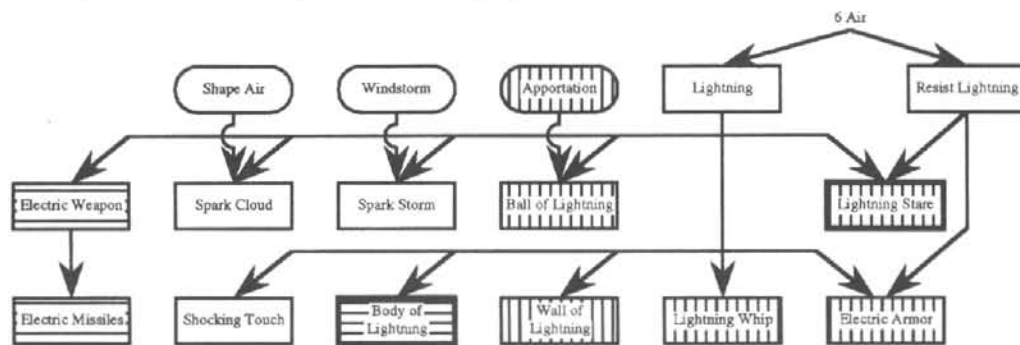 6 Air
Shape Air
Windstorm
Apportation
Lightning
Resist Lightning
Electric Weapon
Spark Cloud
Spark Storm
Ball of Lightning
Lightning Stare
Electric Missiles
Shocking Touch
Body of
Lightning
Wall of
Lightning
Lightning Whip
Electric Armor